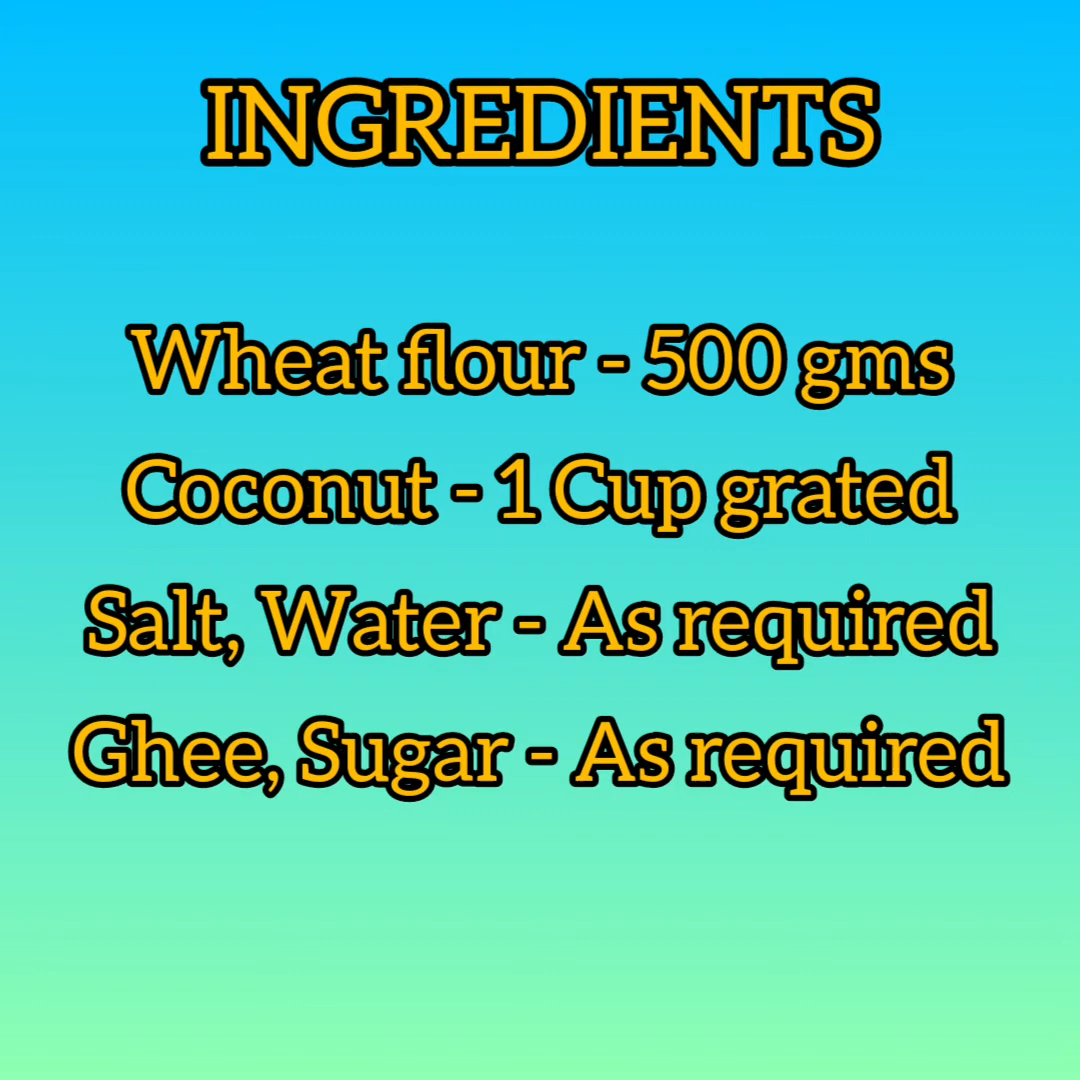 INGREDIENTS
Wheat flour - 500 gms
Coconut - 1 Cup grated
Salt, Water - As required
Ghee, Sugar - As required